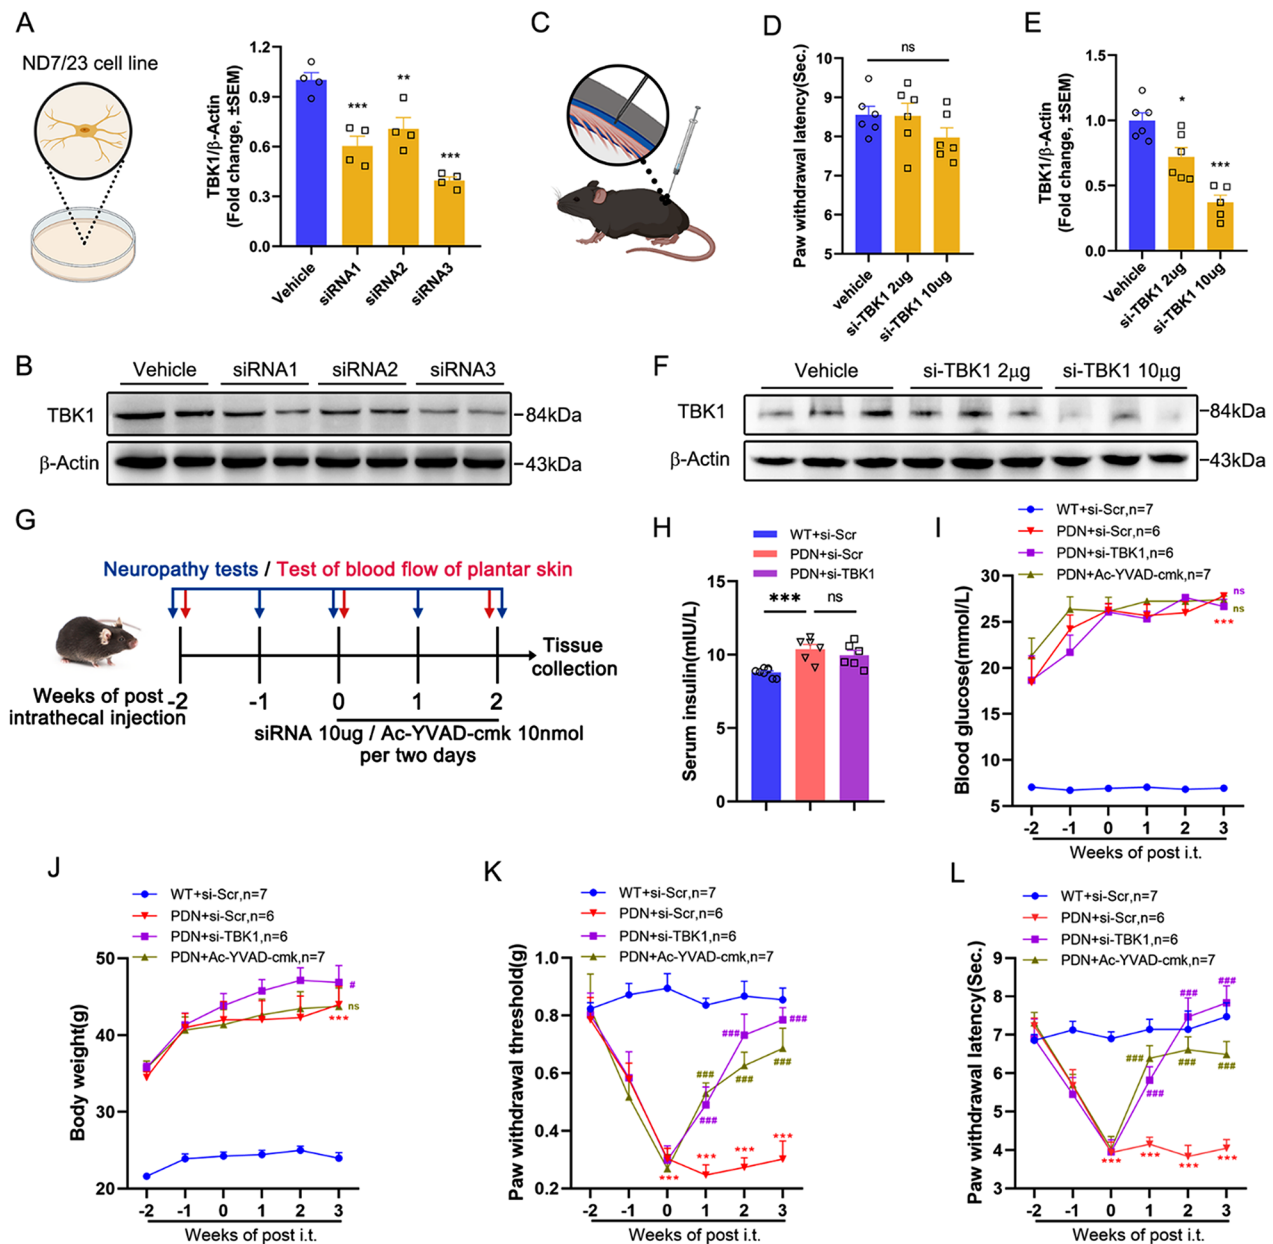 A
ND7/23 cell line
TBK1/β-Actin
(Fold change, ±SEM)
1.2
0.9
0.6
0.3
0.0
***
**
***
Vehicle
siRNA1
siRNA2
siRNA3
C
D
Paw withdrawal latency(Sec.)
10
9
8
7
6
5
ns
vehicle
si-TBK1 2ug
si-TBK1 10ug
E
TBK1/β-Actin
(Fold change, ±SEM)
1.5
1.0
0.5
0.0
*
***
Vehicle
si-TBK1 2ug
si-TBK1 10ug
B
Vehicle siRNA1 siRNA2 siRNA3
TBK1 84kDa
β-Actin 43kDa
F
Vehicle si-TBK1 2μg si-TBK1 10μg
TBK1 84kDa
β-Actin 43kDa
G
Neuropathy tests / Test of blood flow of plantar skin
Tissue
collection
Weeks of post
intrathecal injection
-2 -1 0 1 2
siRNA 10ug / Ac-YVAD-cmk 10nmol
per two days
H
WT+si-Scr
PDN+si-Scr
PDN+si-TBK1
Serum insulin(mIU/L)
15
10
5
0
*** ns
I
WT+si-Scr,n=7
PDN+si-Scr,n=6
PDN+si-TBK1,n=6
PDN+Ac-YVAD-cmk,n=7
Blood glucose(mmol/L)
30
25
20
15
10
5
ns
ns
***
-2 -1 0 1 2 3
Weeks of post i.t.
J
WT+si-Scr,n=7
PDN+si-Scr,n=6
PDN+si-TBK1,n=6
PDN+Ac-YVAD-cmk,n=7
Body weight(g)
50
40
30
20
#
ns
***
-2 -1 0 1 2 3
Weeks of post i.t.
K
WT+si-Scr,n=7
PDN+si-Scr,n=6
PDN+si-TBK1,n=6
PDN+Ac-YVAD-cmk,n=7
Paw withdrawal threshold(g)
1.0
0.8
0.6
0.4
0.2
### ###
### ### ###
###
*** *** *** ***
-2 -1 0 1 2 3
Weeks of post i.t.
L
WT+si-Scr,n=7
PDN+si-Scr,n=6
PDN+si-TBK1,n=6
PDN+Ac-YVAD-cmk,n=7
Paw withdrawal latency(Sec.)
9
8
7
6
5
4
3
### ###
### ### ###
###
*** *** *** ***
-2 -1 0 1 2 3
Weeks of post i.t.